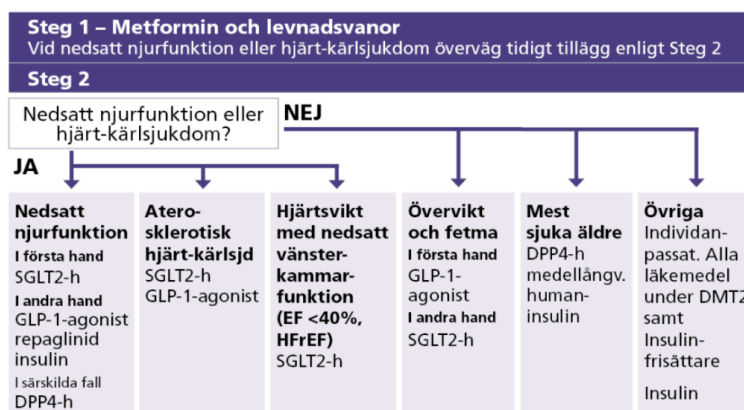 Steg 1 – Metformin och levnadsvanor
Vid nedsatt njurfunktion eller hjärt-kärlsjukdom överväg tidigt tillägg enligt Steg 2
Steg 2
Nedsatt njurfunktion eller
hjärt-kärlsjukdom?
NEJ
JA
Nedsatt
njurfunktion
I första hand
SGLT2-h
I andra hand
GLP-1-agonist
repaglinid
insulin
I särskilda fall
DPP4-h
Atero-
sklerotisk
hjärt-kärlsjd
SGLT2-h
GLP-1-agonist
Hjärtsvikt
med nedsatt
vänster-
kammar-
funktion
(EF <40%,
HFrEF)
SGLT2-h
Övervikt
och fetma
I första hand
GLP-1-
agonist
I andra hand
SGLT2-h
Mest
sjuka äldre
DPP4-h
medellångv.
human-
insulin
Övriga
Individan-
passat. Alla
läkemedel
under DMT2
samt
Insulin-
frisättare
Insulin